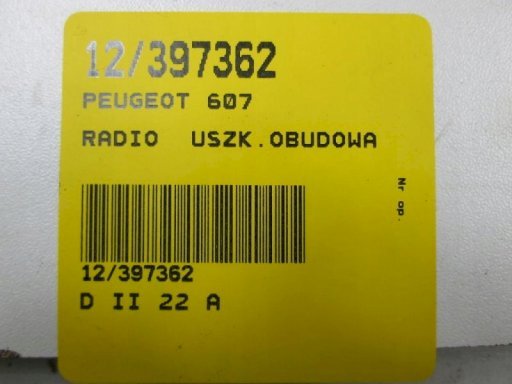 12/397362
PEUGEOT 607
RADIO USZK.OBUDOWA
Nr op.
12/397362
D II 22 A